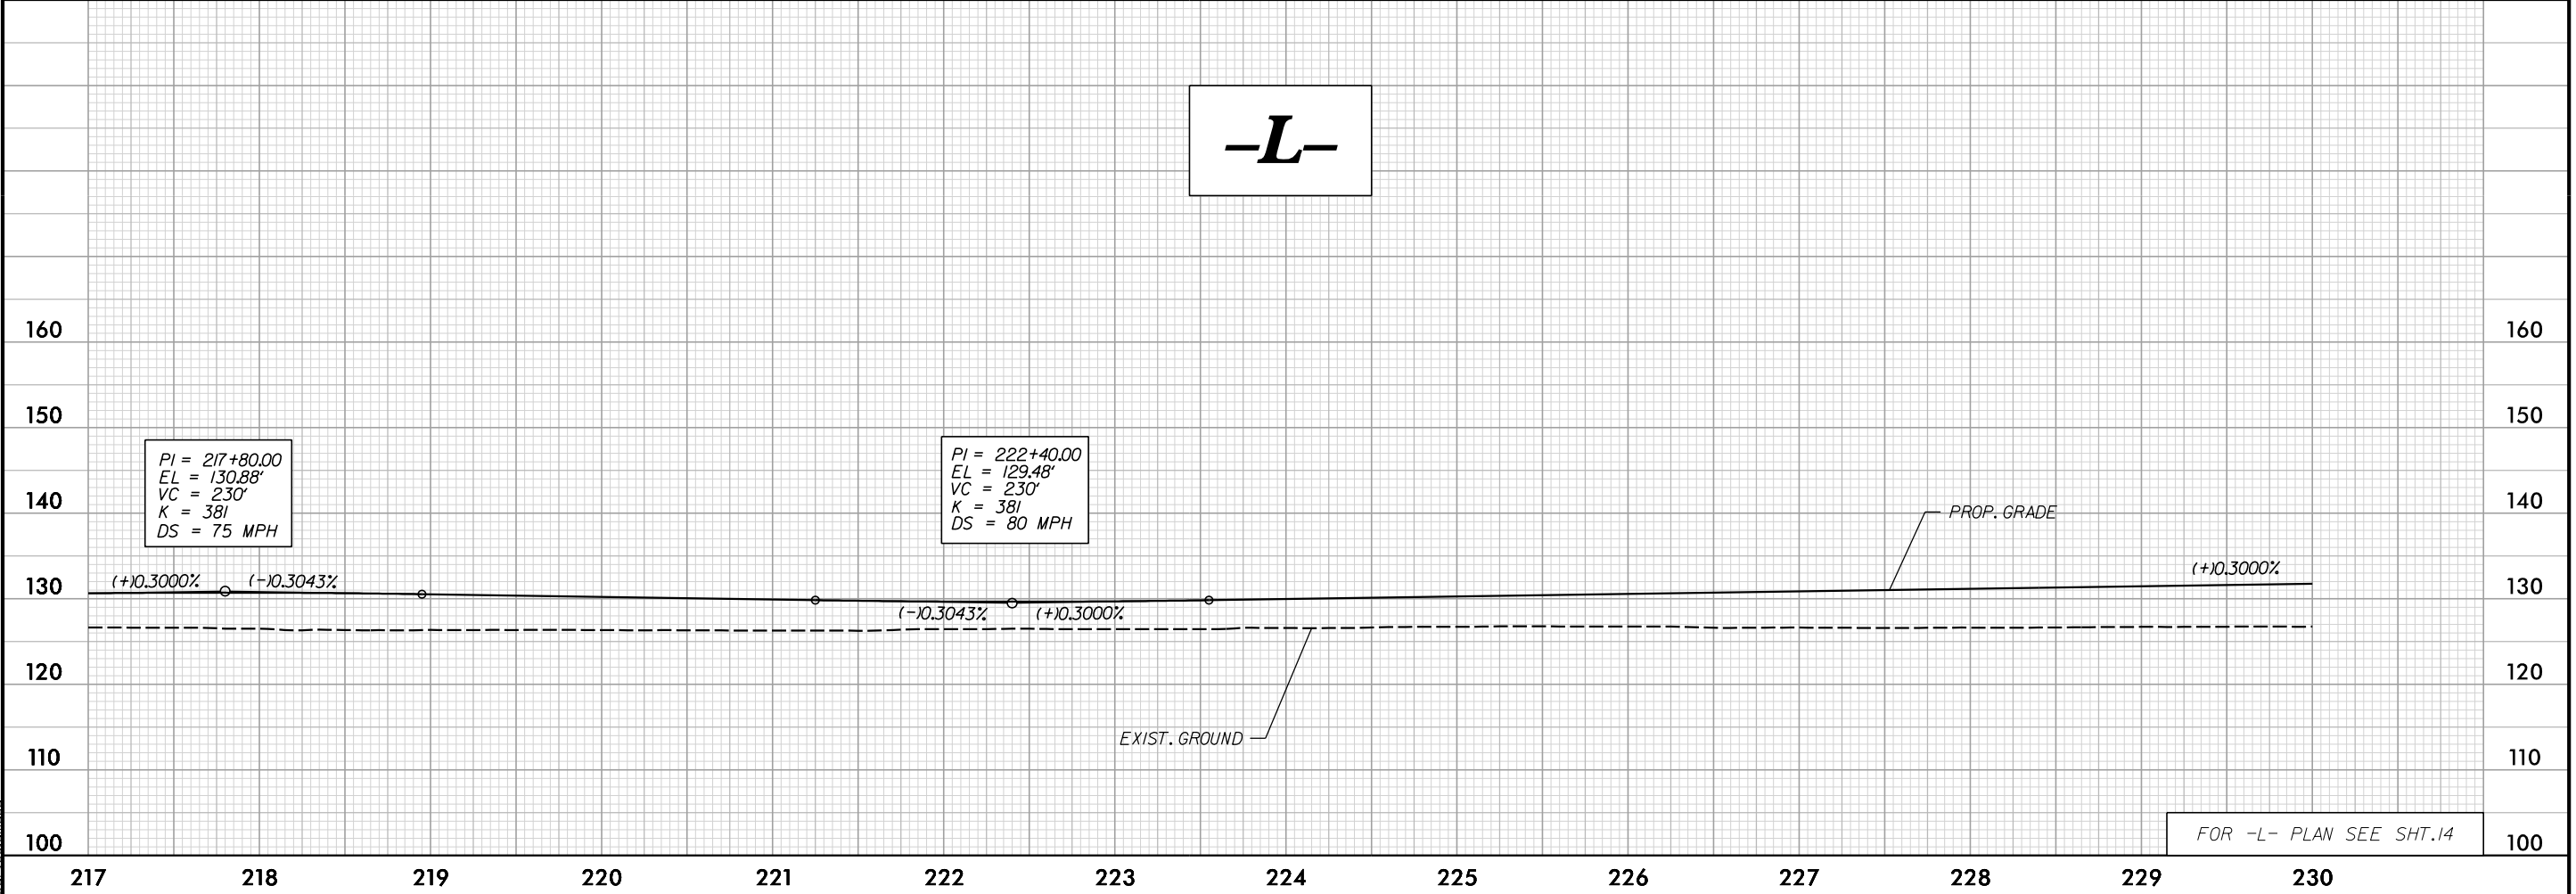 -L-
160 160
150 150
PI = 217+80.00
EL = 130.88'
VC = 230'
K = 381
DS = 75 MPH
PI = 222+40.00
EL = 129.48'
VC = 230'
K = 381
DS = 80 MPH
140 140
PROP. GRADE
(+)0.3000% (-)0.3043% (+)0.3000%
130 130
(-)0.3043% (+)0.3000%
120 120
EXIST. GROUND
110 110
FOR -L- PLAN SEE SHT. 14
100 100
217 218 219 220 221 222 223 224 225 226 227 228 229 230